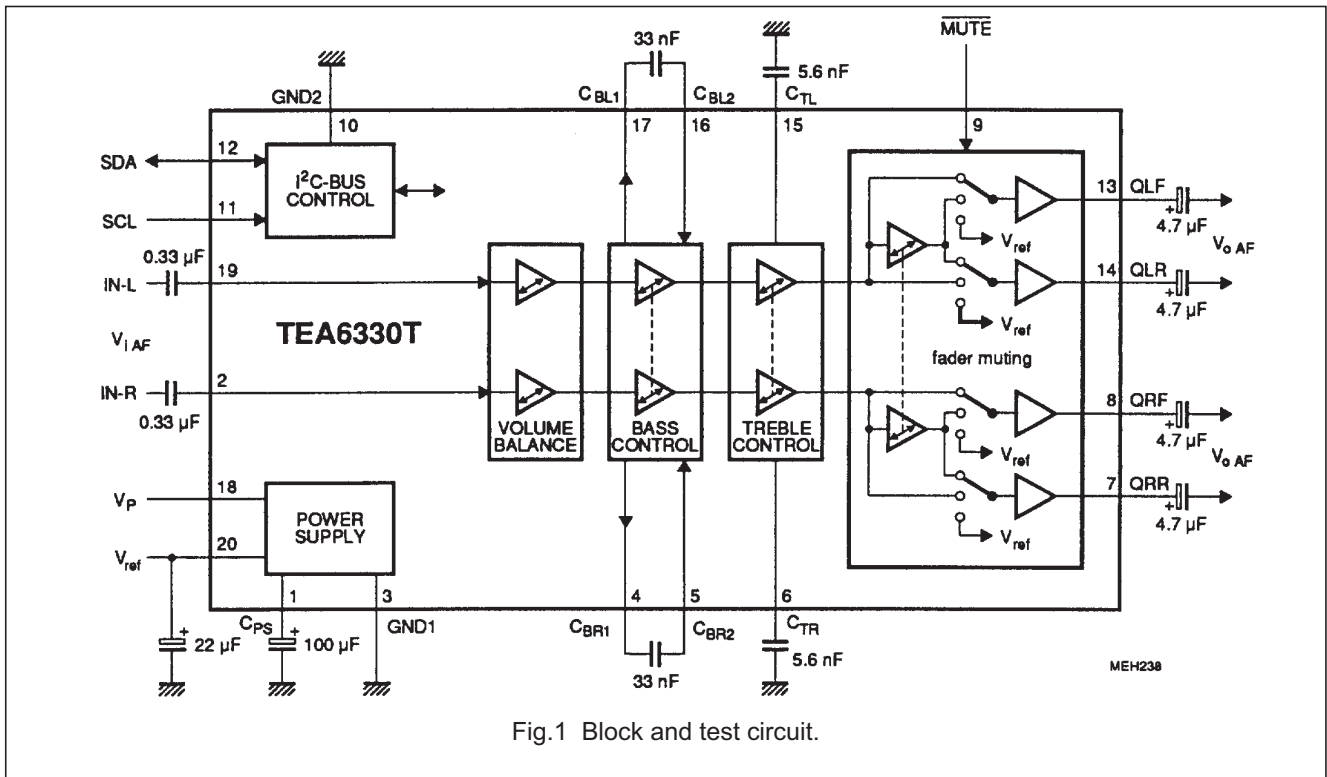 33 nF
MUTE
5.6 nF
GND2
C_BL1
C_BL2
C_TL
10
17
16
15
9
SDA
12
I²C-BUS
CONTROL
SCL
11
13
QLF
+
4.7 µF
V_o AF
V_ref
0.33 µF
IN-L
19
14
QLR
+
4.7 µF
V_ref
TEA6330T
V_i AF
fader muting
IN-R
2
0.33 µF
VOLUME
BALANCE
BASS
CONTROL
TREBLE
CONTROL
8
QRF
+
4.7 µF
V_o AF
V_ref
V_P
18
POWER
SUPPLY
7
QRR
+
4.7 µF
V_ref
V_ref
20
1
3
4
5
6
C_PS
GND1
C_BR1
C_BR2
C_TR
+
22 µF
+
100 µF
33 nF
5.6 nF
MEH238
Fig.1 Block and test circuit.